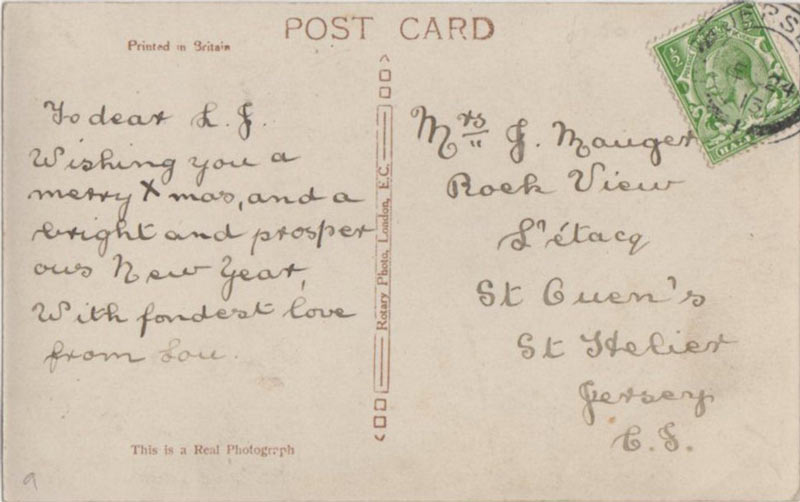 POST CARD
Printed in Britain
To dear L. J.
Wishing you a
merry Xmas, and a
bright and prosper
ous New Year,
With fondest love
from Lou.
This is a Real Photograph
Rotary Photo, London, E.C.
Mrs J. Mauger
Rock View
L'étacq
St Ouen's
St Helier
Jersey
C. I.
24
9